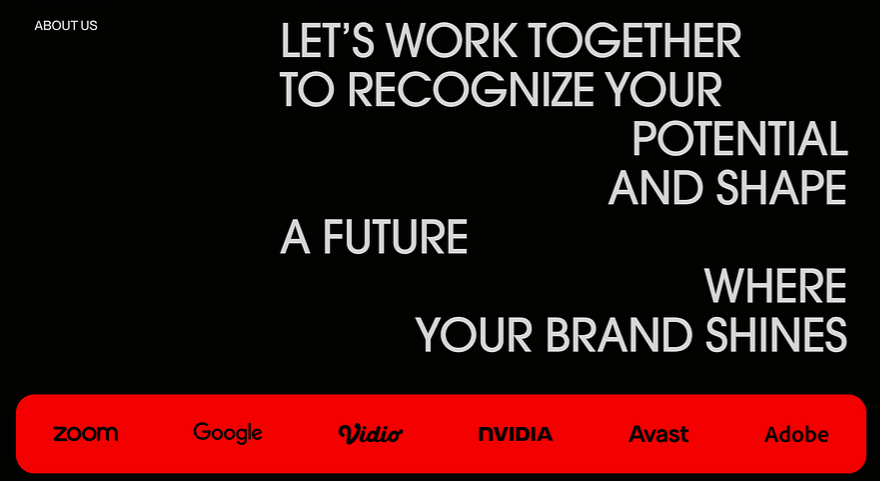 ABOUT US
LET’S WORK TOGETHER
TO RECOGNIZE YOUR
POTENTIAL
AND SHAPE
A FUTURE
WHERE
YOUR BRAND SHINES
zoom Google Vidio NVIDIA Avast Adobe